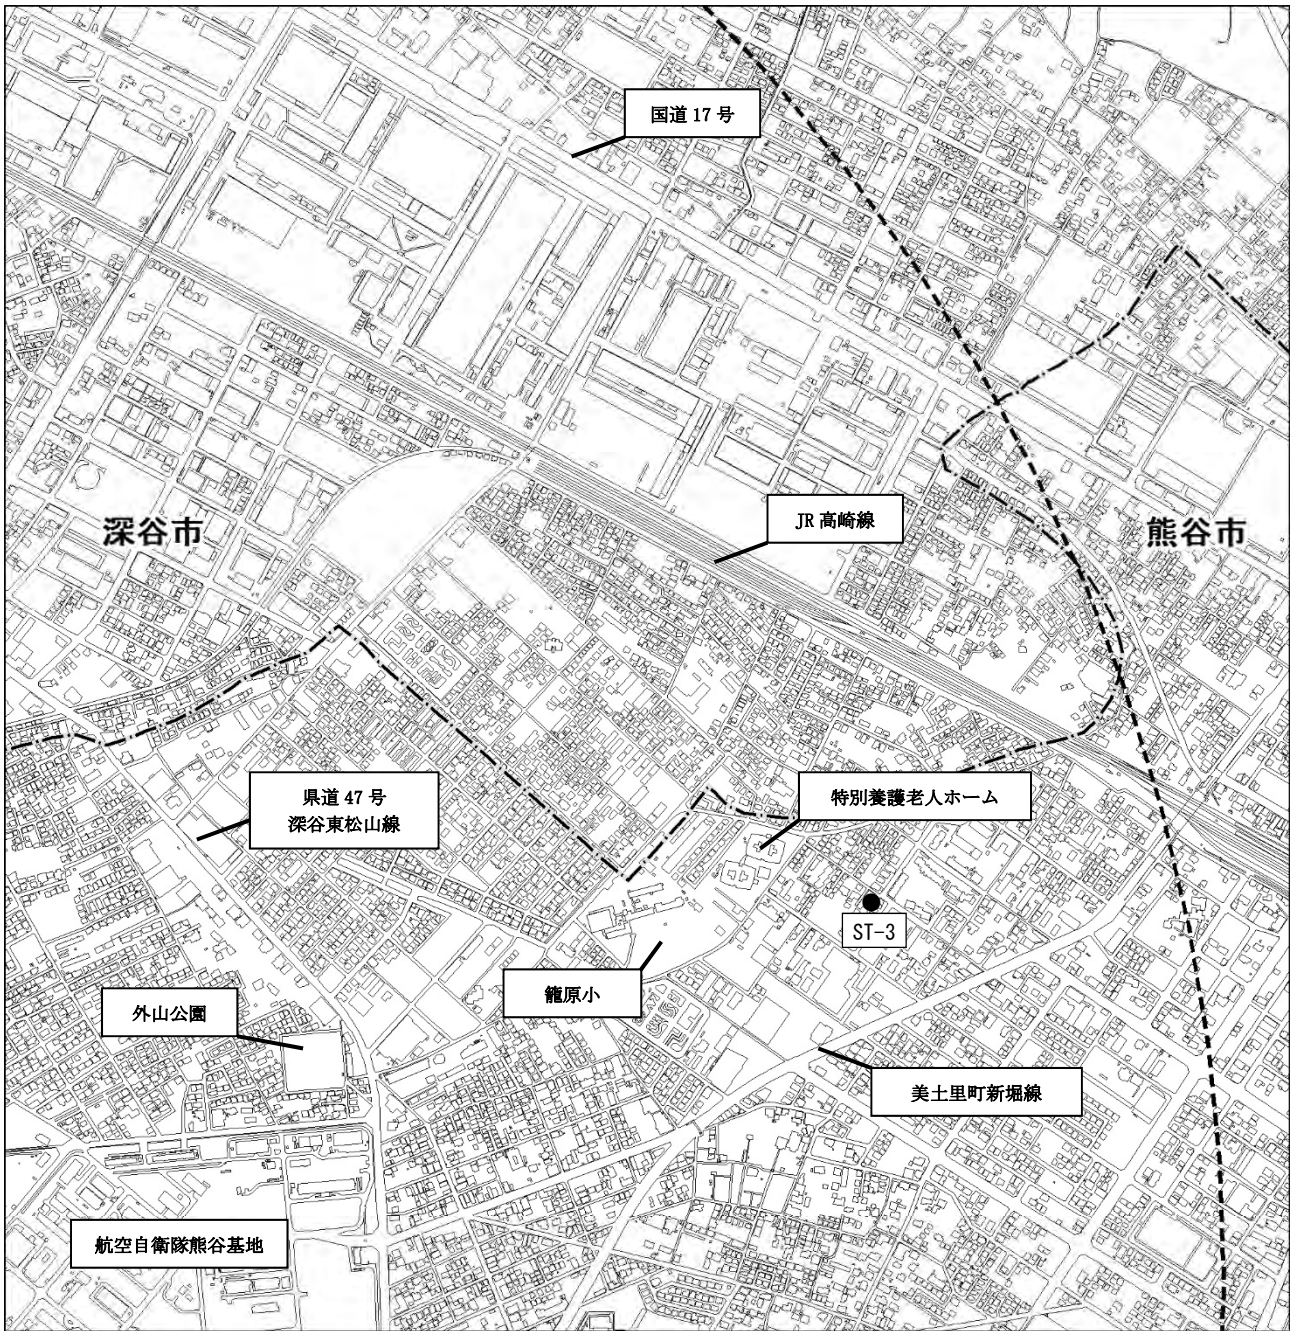 国道 17 号
JR 高崎線
深谷市
熊谷市
県道 47 号
深谷東松山線
特別養護老人ホーム
ST-3
籠原小
外山公園
美土里町新堀線
航空自衛隊熊谷基地